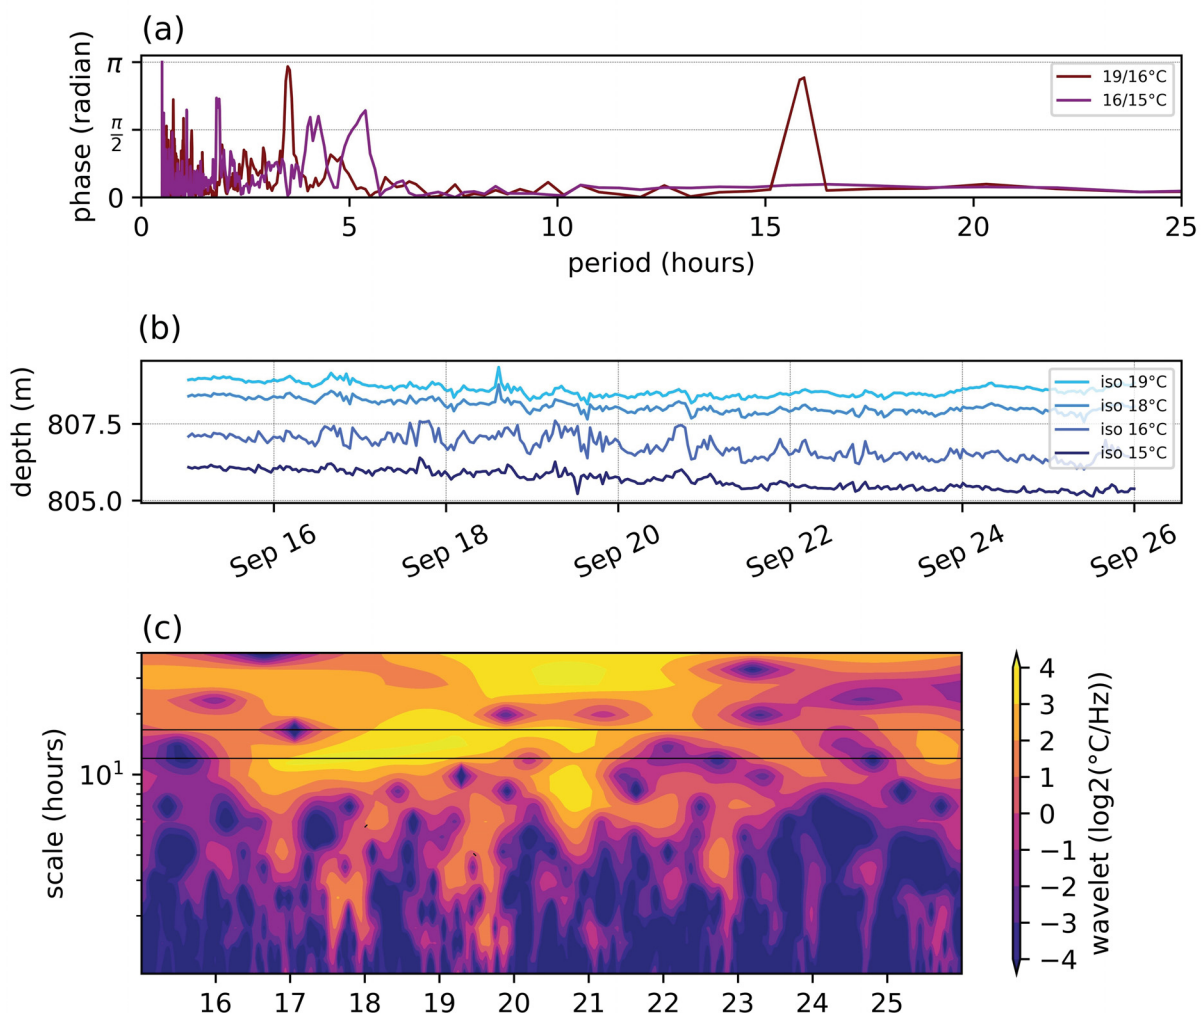 (a)
phase (radian)
π
π/2
0
19/16°C
16/15°C
0 5 10 15 20 25
period (hours)
(b)
depth (m)
807.5
805.0
iso 19°C
iso 18°C
iso 16°C
iso 15°C
Sep 16 Sep 18 Sep 20 Sep 22 Sep 24 Sep 26
(c)
scale (hours)
10¹
16 17 18 19 20 21 22 23 24 25
4
3
2
1
0
−1
−2
−3
−4
wavelet (log2(°C/Hz))